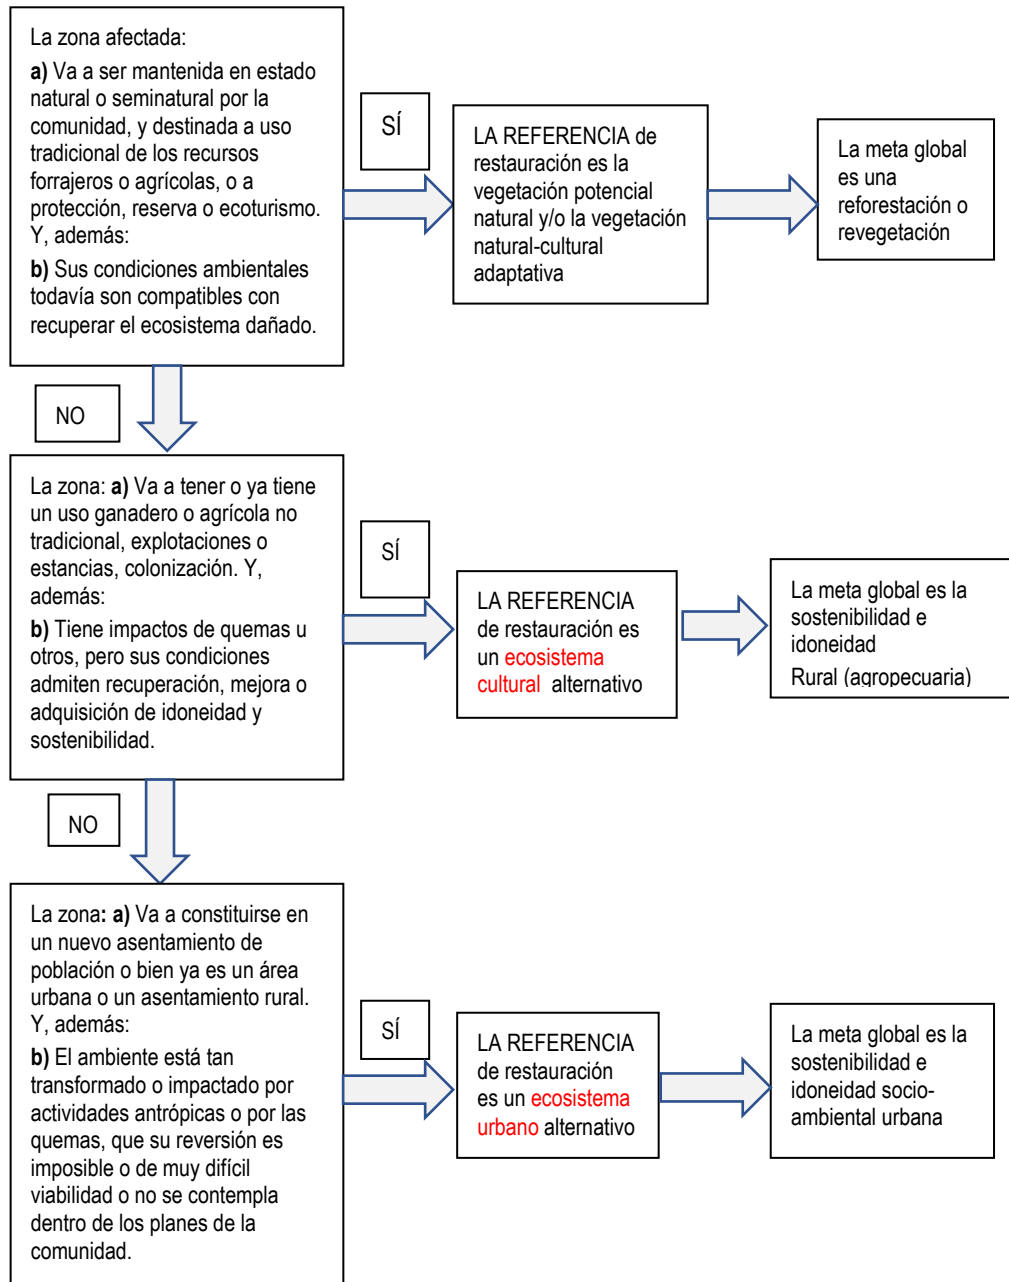 La zona afectada:
a) Va a ser mantenida en estado
natural o seminatural por la
comunidad, y destinada a uso
tradicional de los recursos
forrajeros o agrícolas, o a
protección, reserva o ecoturismo.
Y, además:
b) Sus condiciones ambientales
todavía son compatibles con
recuperar el ecosistema dañado.
SÍ
LA REFERENCIA de
restauración es la
vegetación potencial
natural y/o la vegetación
natural-cultural
adaptativa
La meta global
es una
reforestación o
revegetación
NO
La zona: a) Va a tener o ya tiene
un uso ganadero o agrícola no
tradicional, explotaciones o
estancias, colonización. Y,
además:
b) Tiene impactos de quemas u
otros, pero sus condiciones
admiten recuperación, mejora o
adquisición de idoneidad y
sostenibilidad.
SÍ
LA REFERENCIA
de restauración es
un ecosistema
cultural alternativo
La meta global es la
sostenibilidad e
idoneidad
Rural (agropecuaria)
NO
La zona: a) Va a constituirse en
un nuevo asentamiento de
población o bien ya es un área
urbana o un asentamiento rural.
Y, además:
b) El ambiente está tan
transformado o impactado por
actividades antrópicas o por las
quemas, que su reversión es
imposible o de muy difícil
viabilidad o no se contempla
dentro de los planes de la
comunidad.
SÍ
LA REFERENCIA
de restauración
es un ecosistema
urbano alternativo
La meta global es la
sostenibilidad e
idoneidad socio-
ambiental urbana